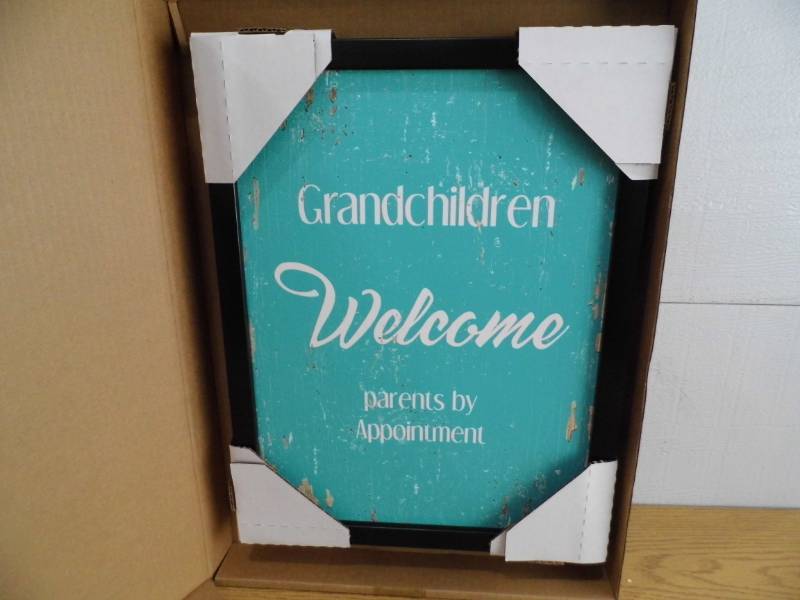 Grandchildren
Welcome
parents by
Appointment